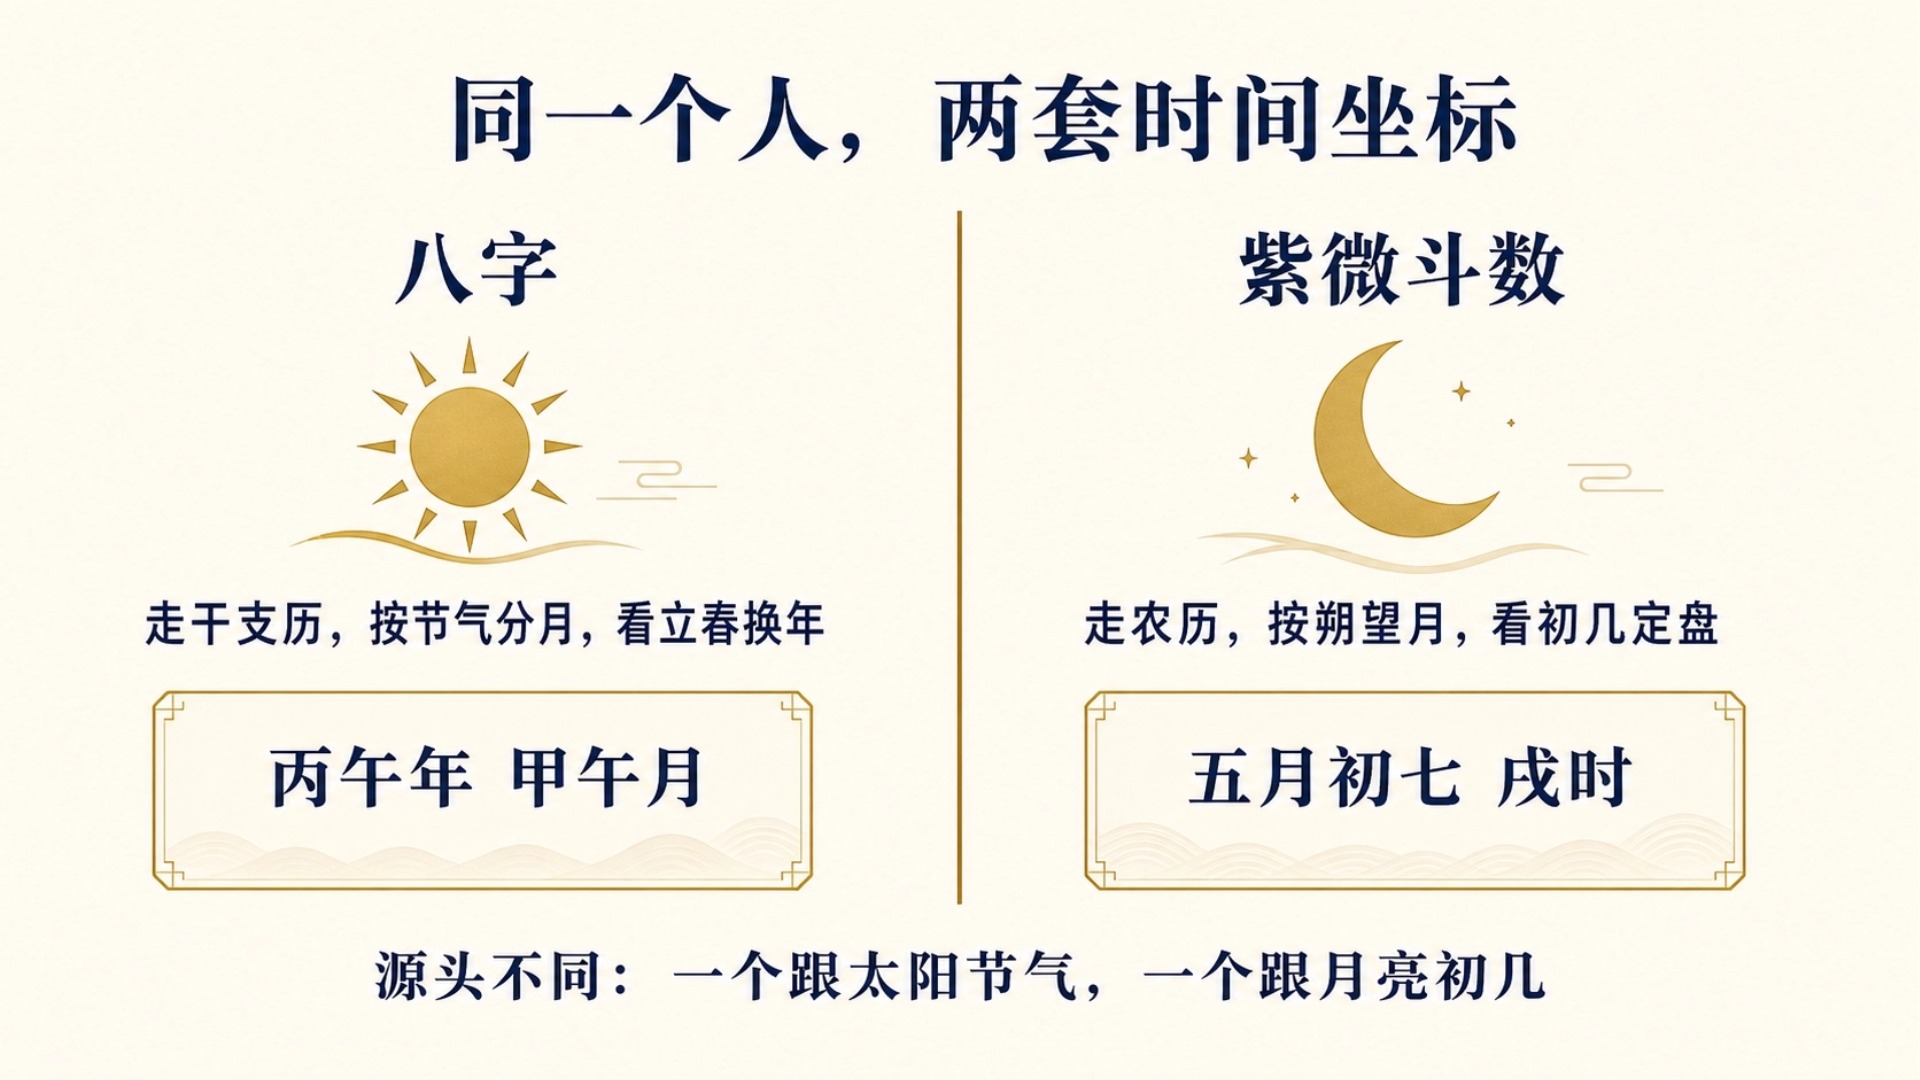 同一个人，两套时间坐标
八字
走干支历，按节气分月，看立春换年
丙午年 甲午月
紫微斗数
走农历，按朔望月，看初几定盘
五月初七 戌时
源头不同：一个跟太阳节气，一个跟月亮初几